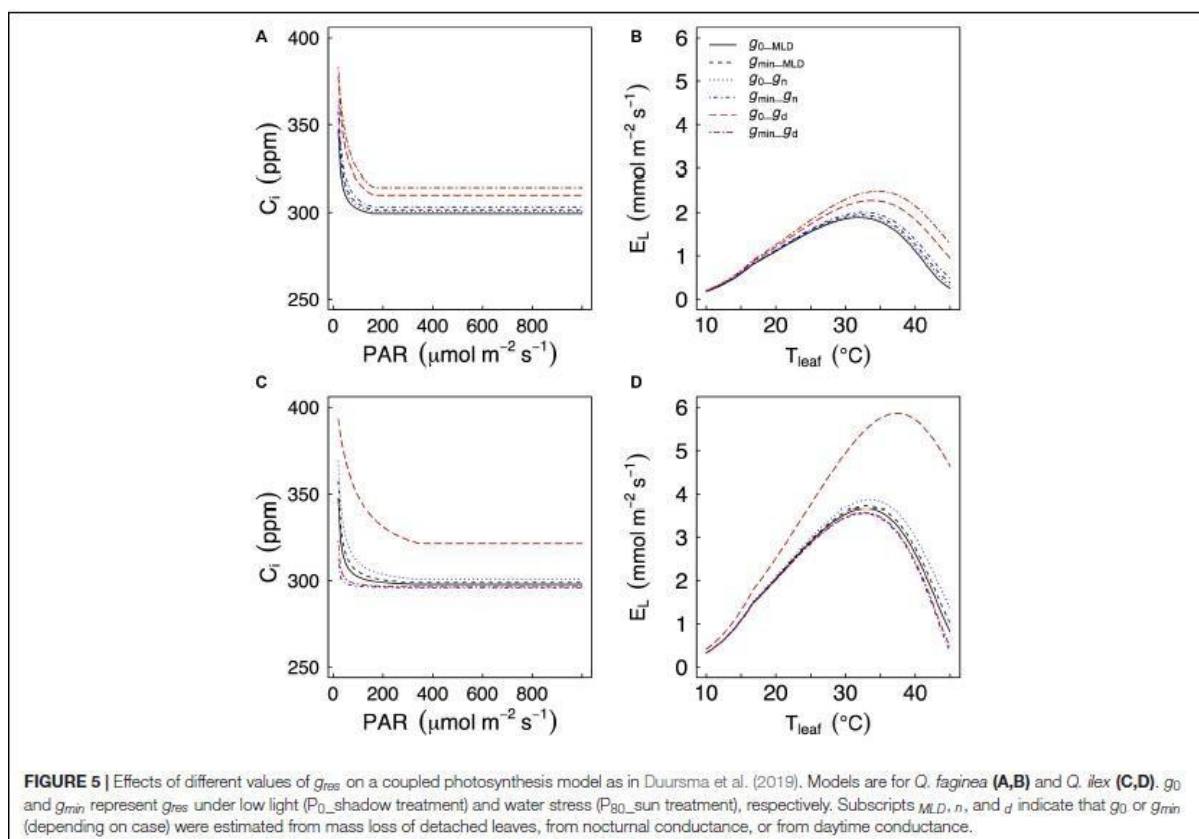 A
400
350
300
250
Ci (ppm)
0 200 400 600 800
PAR (μmol m−2 s−1)
B
6
5
4
3
2
1
0
EL (mmol m−2 s−1)
g0_MLD
gmin_MLD
g0_gn
gmin_gn
g0_gd
gmin_gd
10 20 30 40
Tleaf (°C)
C
400
350
300
250
Ci (ppm)
0 200 400 600 800
PAR (μmol m−2 s−1)
D
6
5
4
3
2
1
0
EL (mmol m−2 s−1)
10 20 30 40
Tleaf (°C)
FIGURE 5 | Effects of different values of gres on a coupled photosynthesis model as in Duursma et al. (2019). Models are for Q. faginea (A,B) and Q. ilex (C,D). g0
and gmin represent gres under low light (P0_shadow treatment) and water stress (P80_sun treatment), respectively. Subscripts MLD, n, and d indicate that g0 or gmin
(depending on case) were estimated from mass loss of detached leaves, from nocturnal conductance, or from daytime conductance.